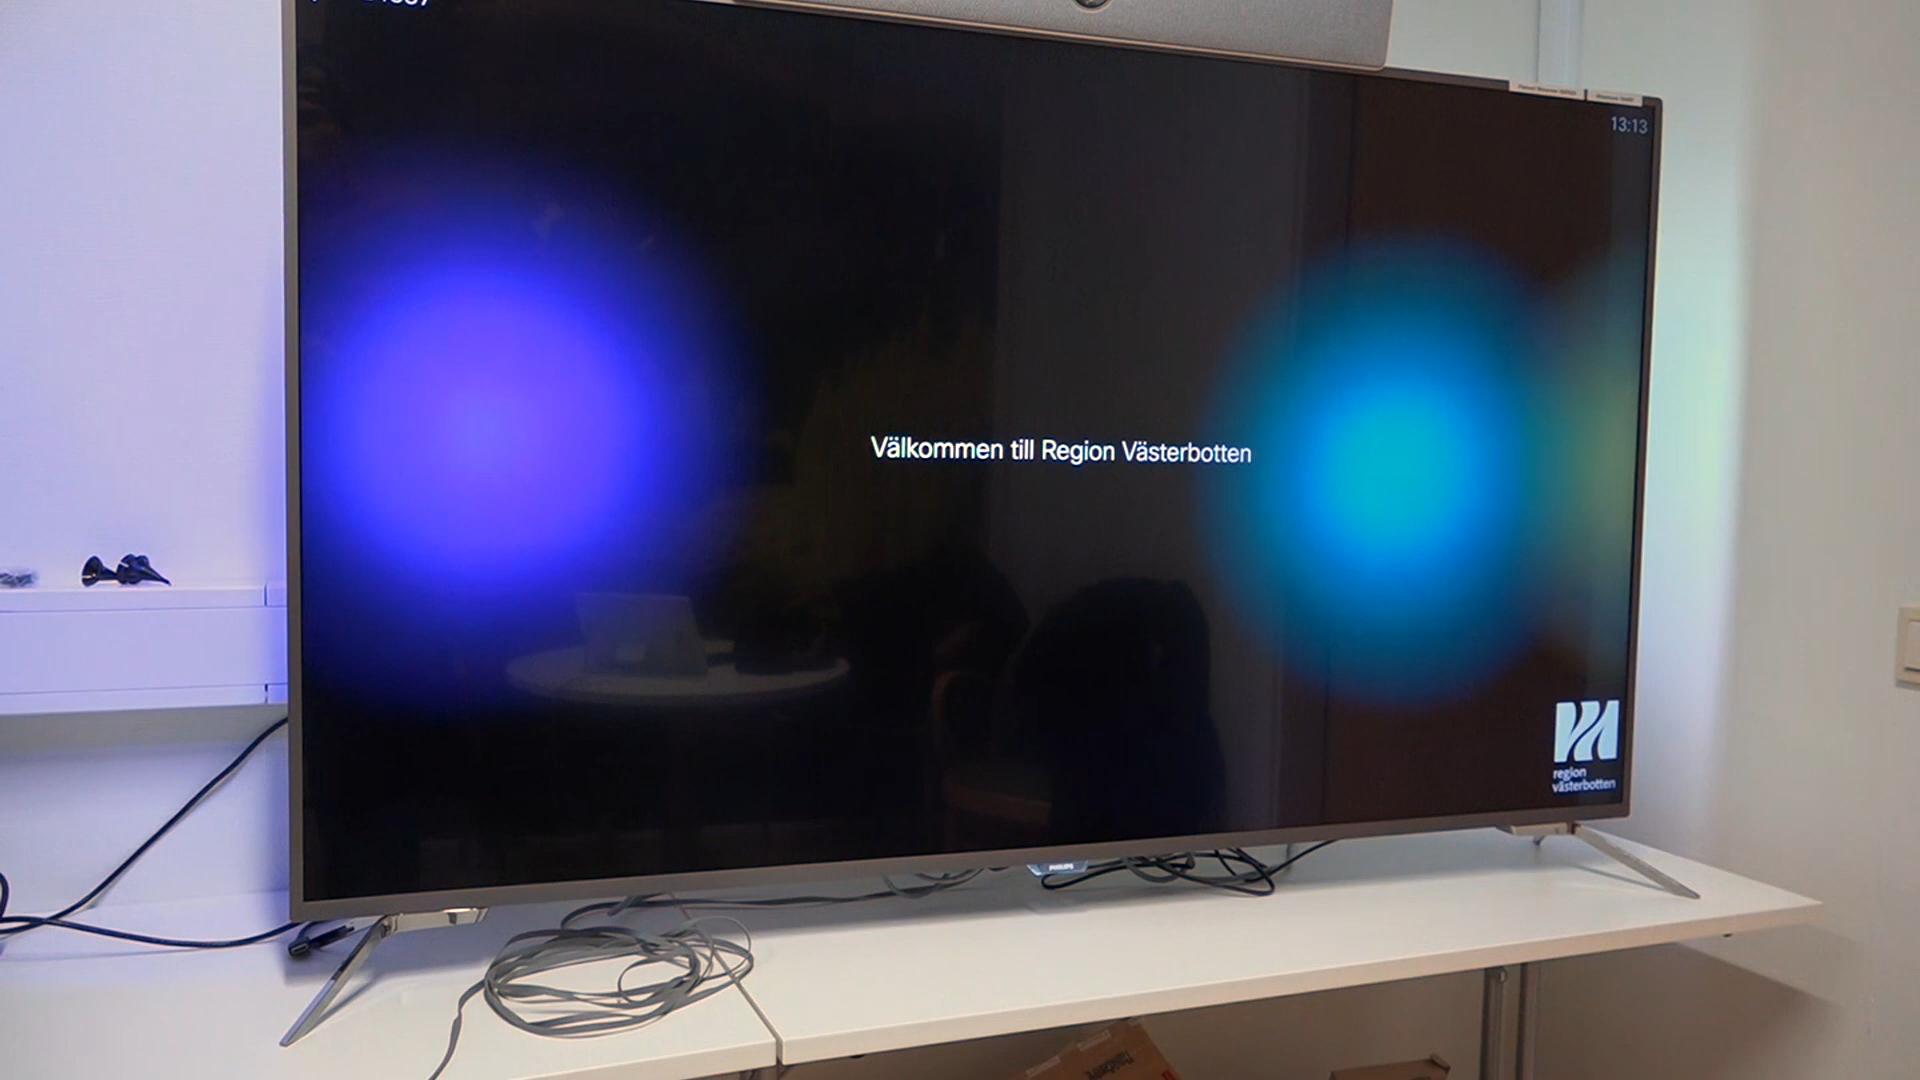 13:13
Välkommen till Region Västerbotten
region
västerbotten
PHILIPS